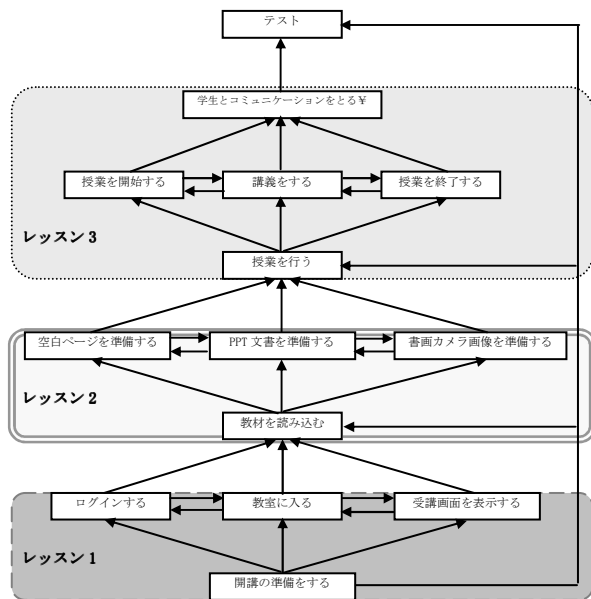 テスト
学生とコミュニケーションをとる￥
授業を開始する
講義をする
授業を終了する
レッスン 3
授業を行う
空白ページを準備する
PPT 文書を準備する
書画カメラ画像を準備する
レッスン 2
教材を読み込む
ログインする
教室に入る
受講画面を表示する
レッスン 1
開講の準備をする